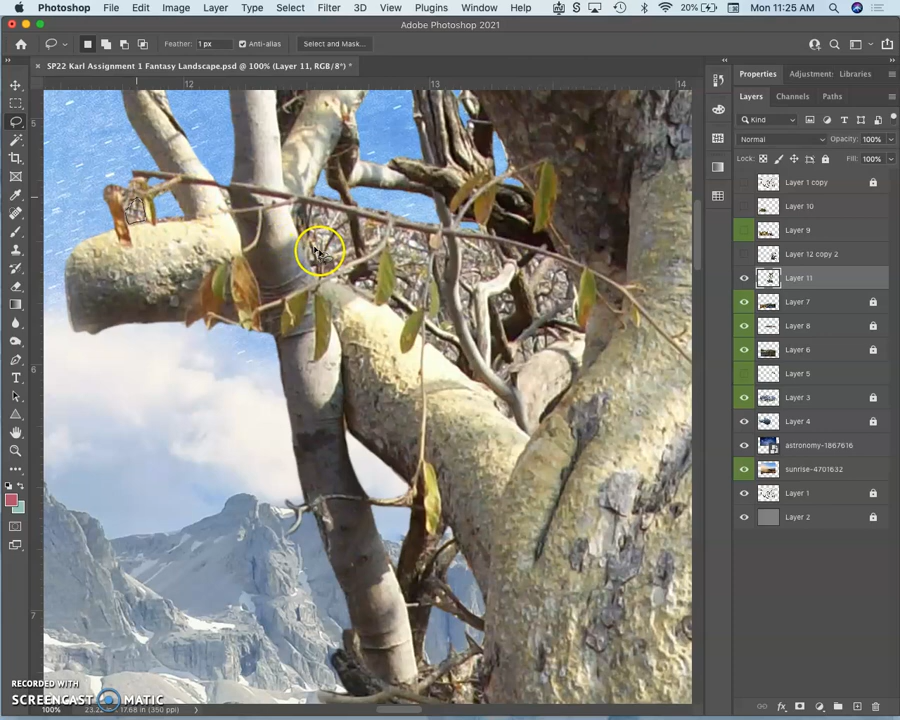 Photoshop File Edit Image Layer Type Select Filter 3D View Plugins Window Help 20% Mon 11:25 AM
Adobe Photoshop 2021
Feather: 1 px Anti-alias Select and Mask...
× SP22 Karl Assignment 1 Fantasy Landscape.psd @ 100% (Layer 11, RGB/8*) *
Properties Adjustment: Libraries
12 13 14
Layers Channels Paths
5
Kind
Normal Opacity: 100%
Lock: Fill: 100%
Layer 1 copy
Layer 10
Layer 9
Layer 12 copy 2
Layer 11
Layer 7
Layer 8
Layer 6
6
Layer 5
Layer 3
Layer 4
astronomy-1867616
sunrise-4701632
Layer 1
Layer 2
7
RECORDED WITH
SCREENCAST MATIC
100%